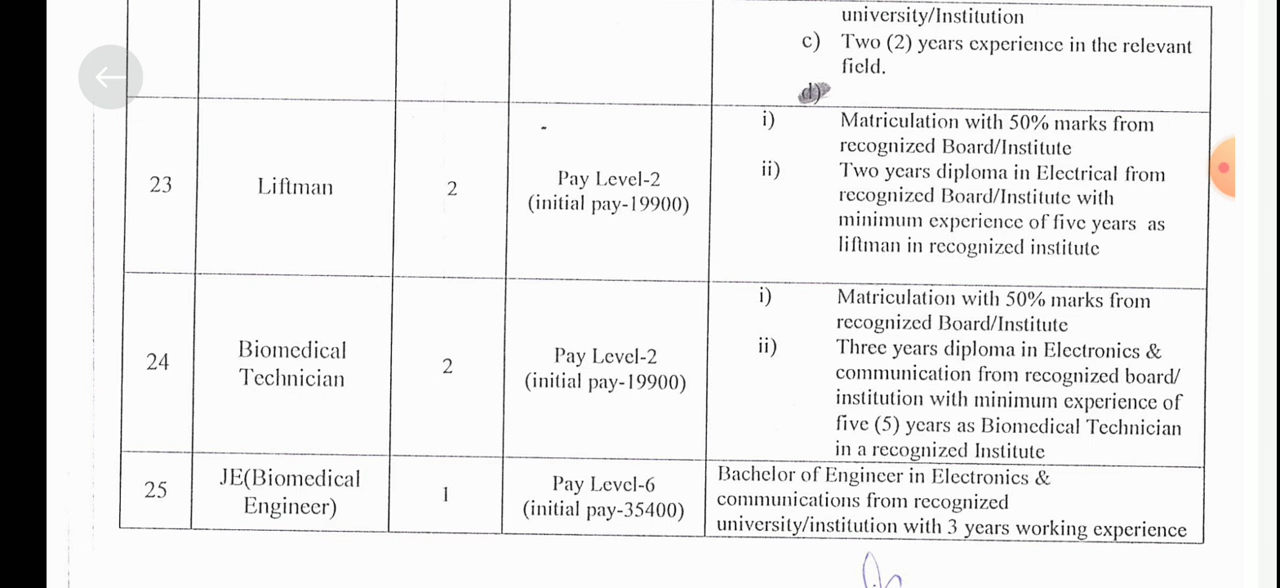 university/Institution
c) Two (2) years experience in the relevant
field.
d)
23
Liftman
2
Pay Level-2
(initial pay-19900)
i) Matriculation with 50% marks from
recognized Board/Institute
ii) Two years diploma in Electrical from
recognized Board/Institute with
minimum experience of five years as
liftman in recognized institute
24
Biomedical
Technician
2
Pay Level-2
(initial pay-19900)
i) Matriculation with 50% marks from
recognized Board/Institute
ii) Three years diploma in Electronics &
communication from recognized board/
institution with minimum experience of
five (5) years as Biomedical Technician
in a recognized Institute
25
JE(Biomedical
Engineer)
1
Pay Level-6
(initial pay-35400)
Bachelor of Engineer in Electronics &
communications from recognized
university/institution with 3 years working experience